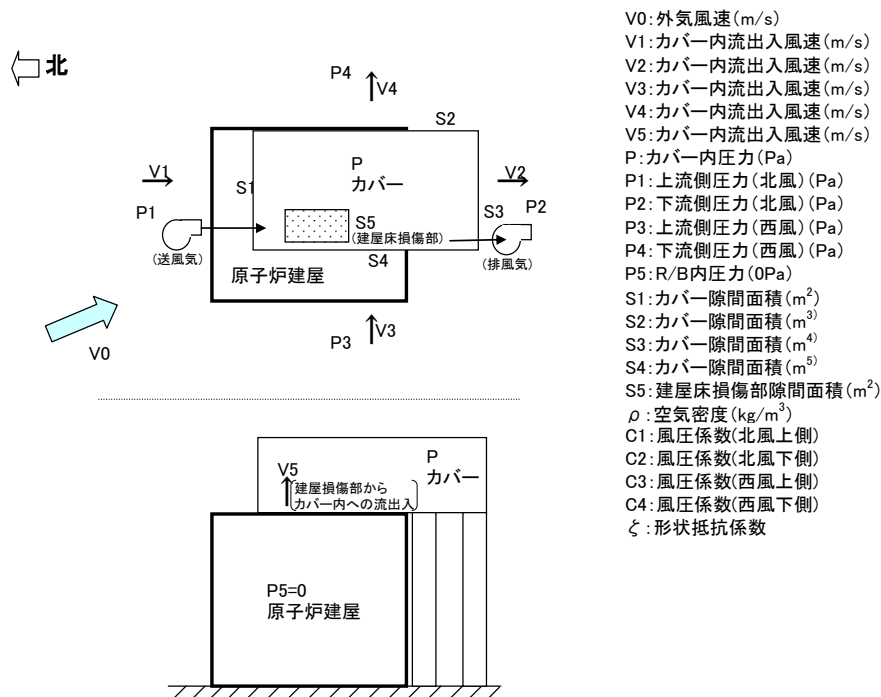 北
P4
V4
S2
V1
S1
P
カバー
V2
P1
S5
(建屋床損傷部)
S3
P2
(送風気)
S4
(排風気)
原子炉建屋
P3
V3
V0
P
カバー
V5
建屋損傷部から
カバー内への流出入
P5=0
原子炉建屋
V0:外気風速(m/s)
V1:カバー内流出入風速(m/s)
V2:カバー内流出入風速(m/s)
V3:カバー内流出入風速(m/s)
V4:カバー内流出入風速(m/s)
V5:カバー内流出入風速(m/s)
P:カバー内圧力(Pa)
P1:上流側圧力(北風)(Pa)
P2:下流側圧力(北風)(Pa)
P3:上流側圧力(西風)(Pa)
P4:下流側圧力(西風)(Pa)
P5:R/B内圧力(0Pa)
S1:カバー隙間面積(m²)
S2:カバー隙間面積(m³)
S3:カバー隙間面積(m⁴)
S4:カバー隙間面積(m⁵)
S5:建屋床損傷部隙間面積(m²)
ρ:空気密度(kg/m³)
C1:風圧係数(北風上側)
C2:風圧係数(北風下側)
C3:風圧係数(西風上側)
C4:風圧係数(西風下側)
ζ:形状抵抗係数